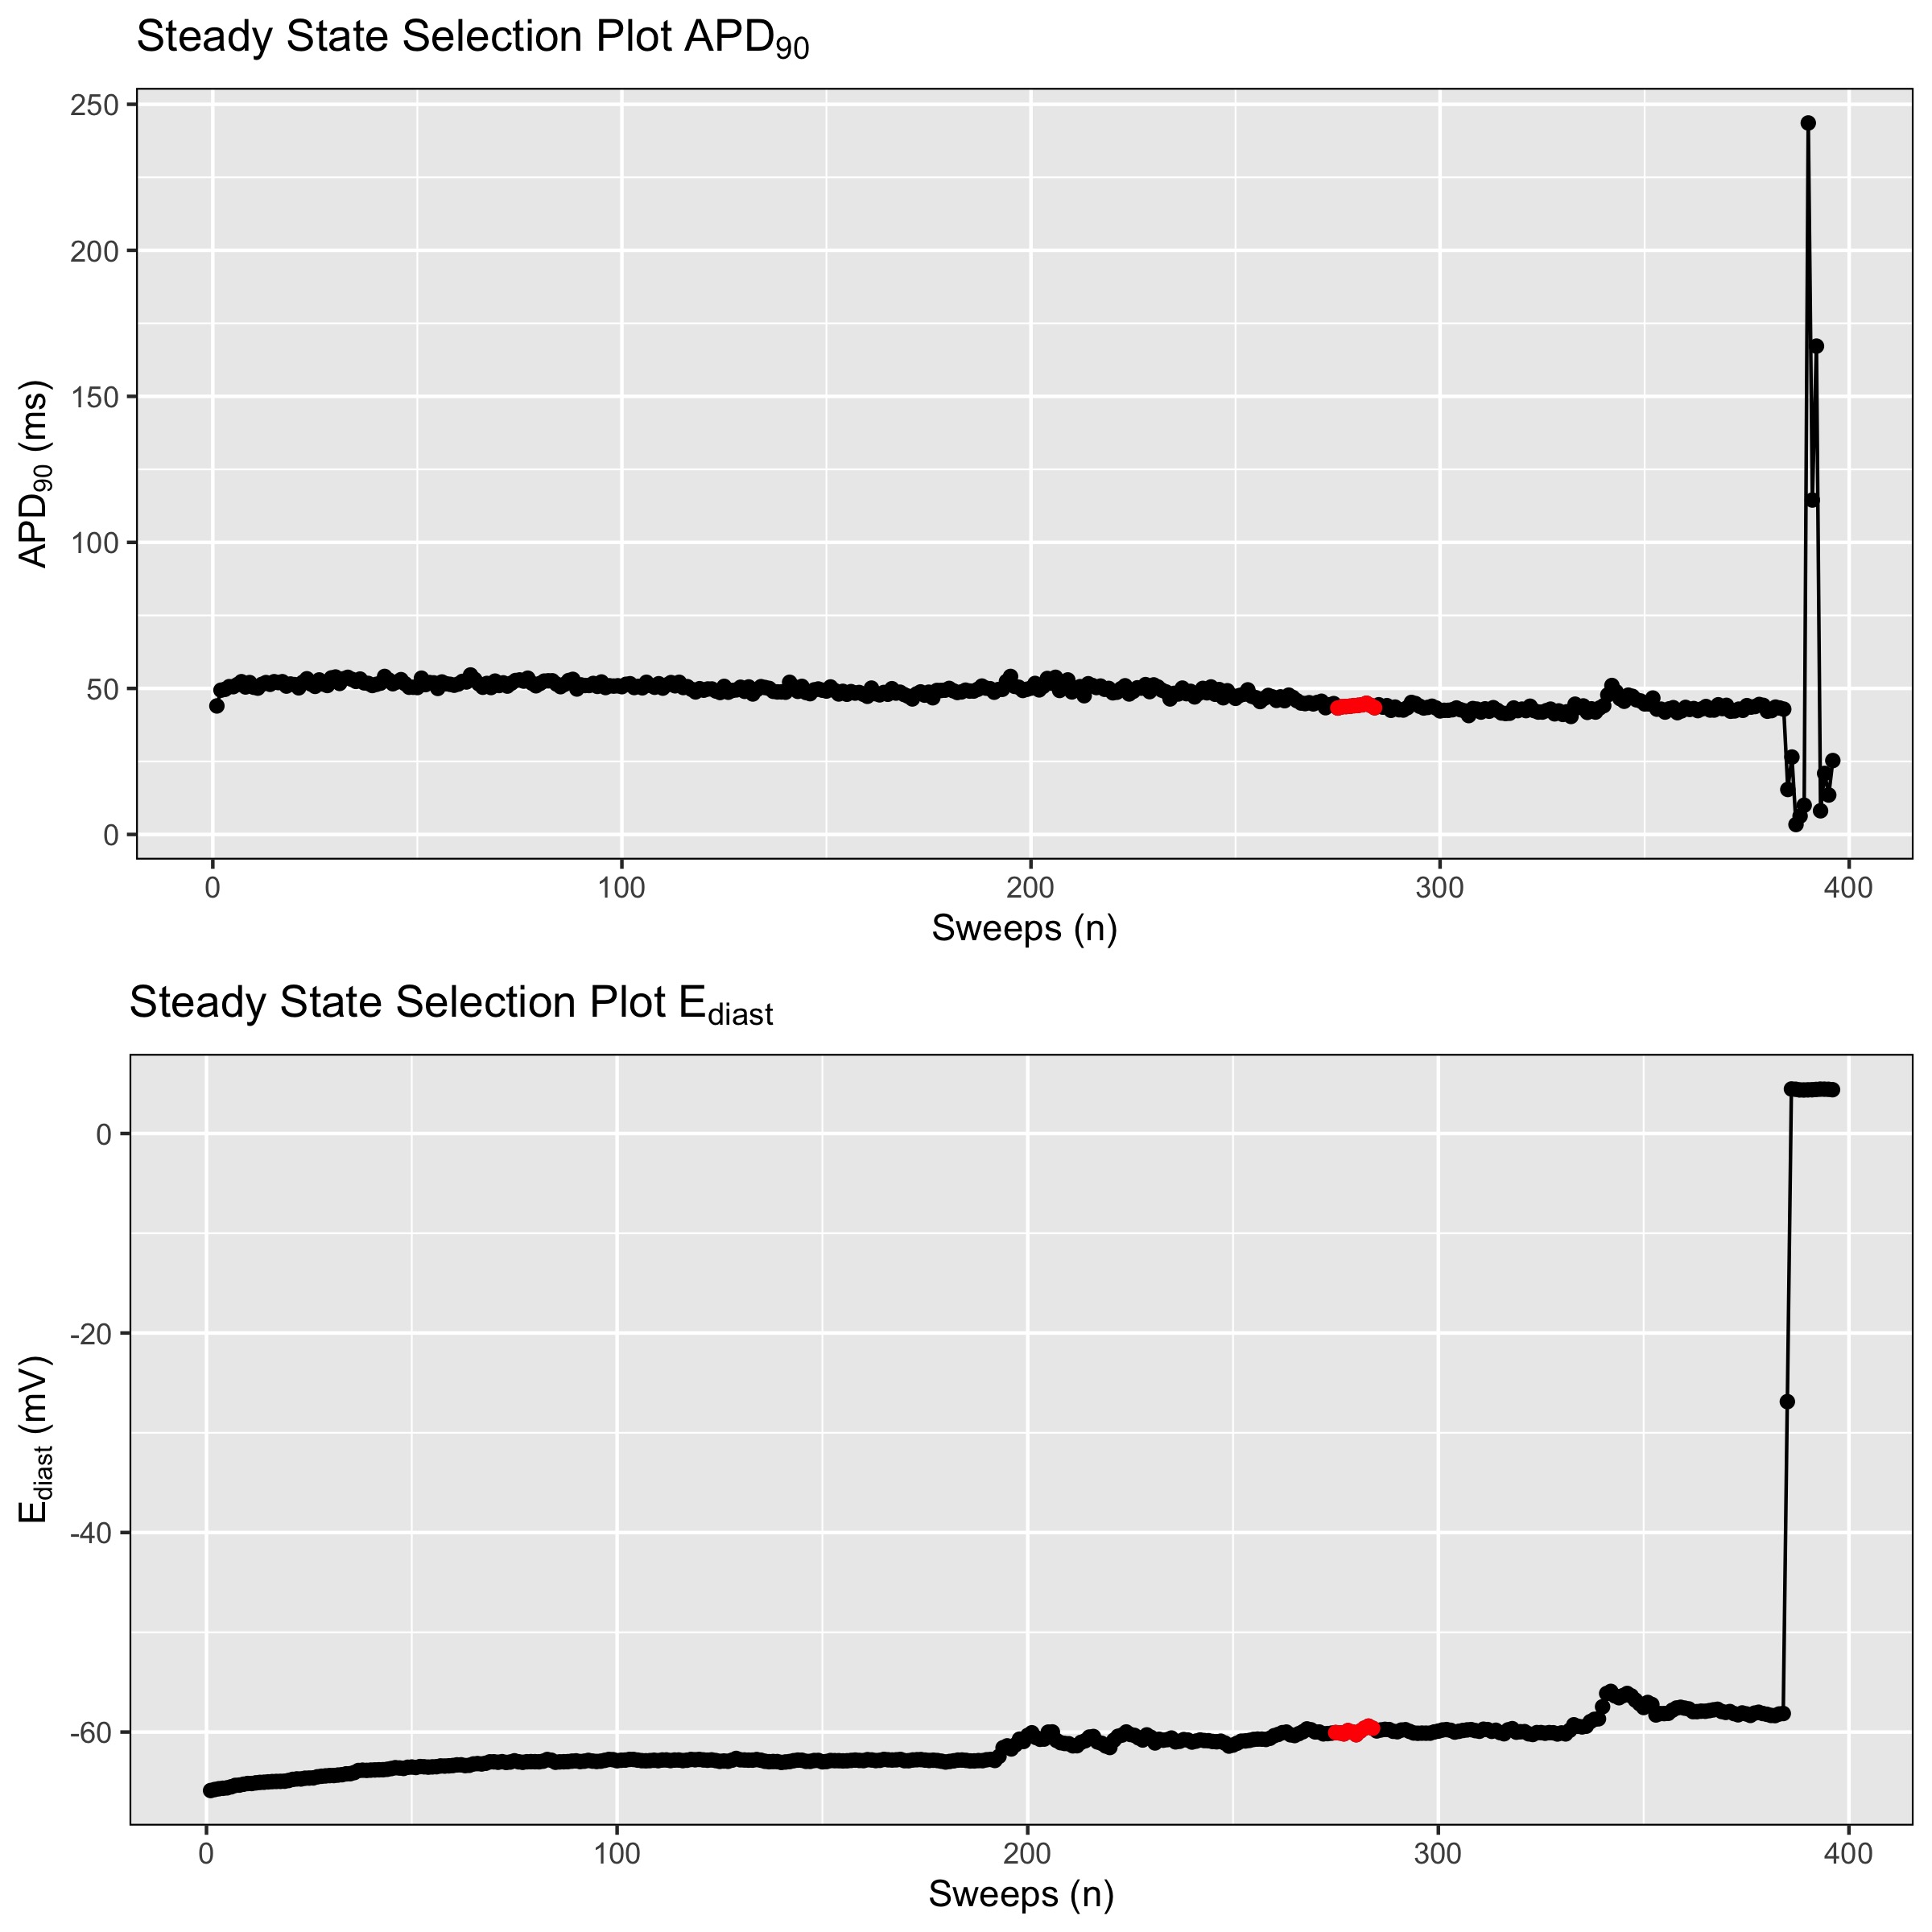 Steady State Selection Plot APD90
APD90 (ms)
250
200
150
100
50
0
0 100 200 300 400
Sweeps (n)
Steady State Selection Plot Ediast
Ediast (mV)
0
-20
-40
-60
0 100 200 300 400
Sweeps (n)